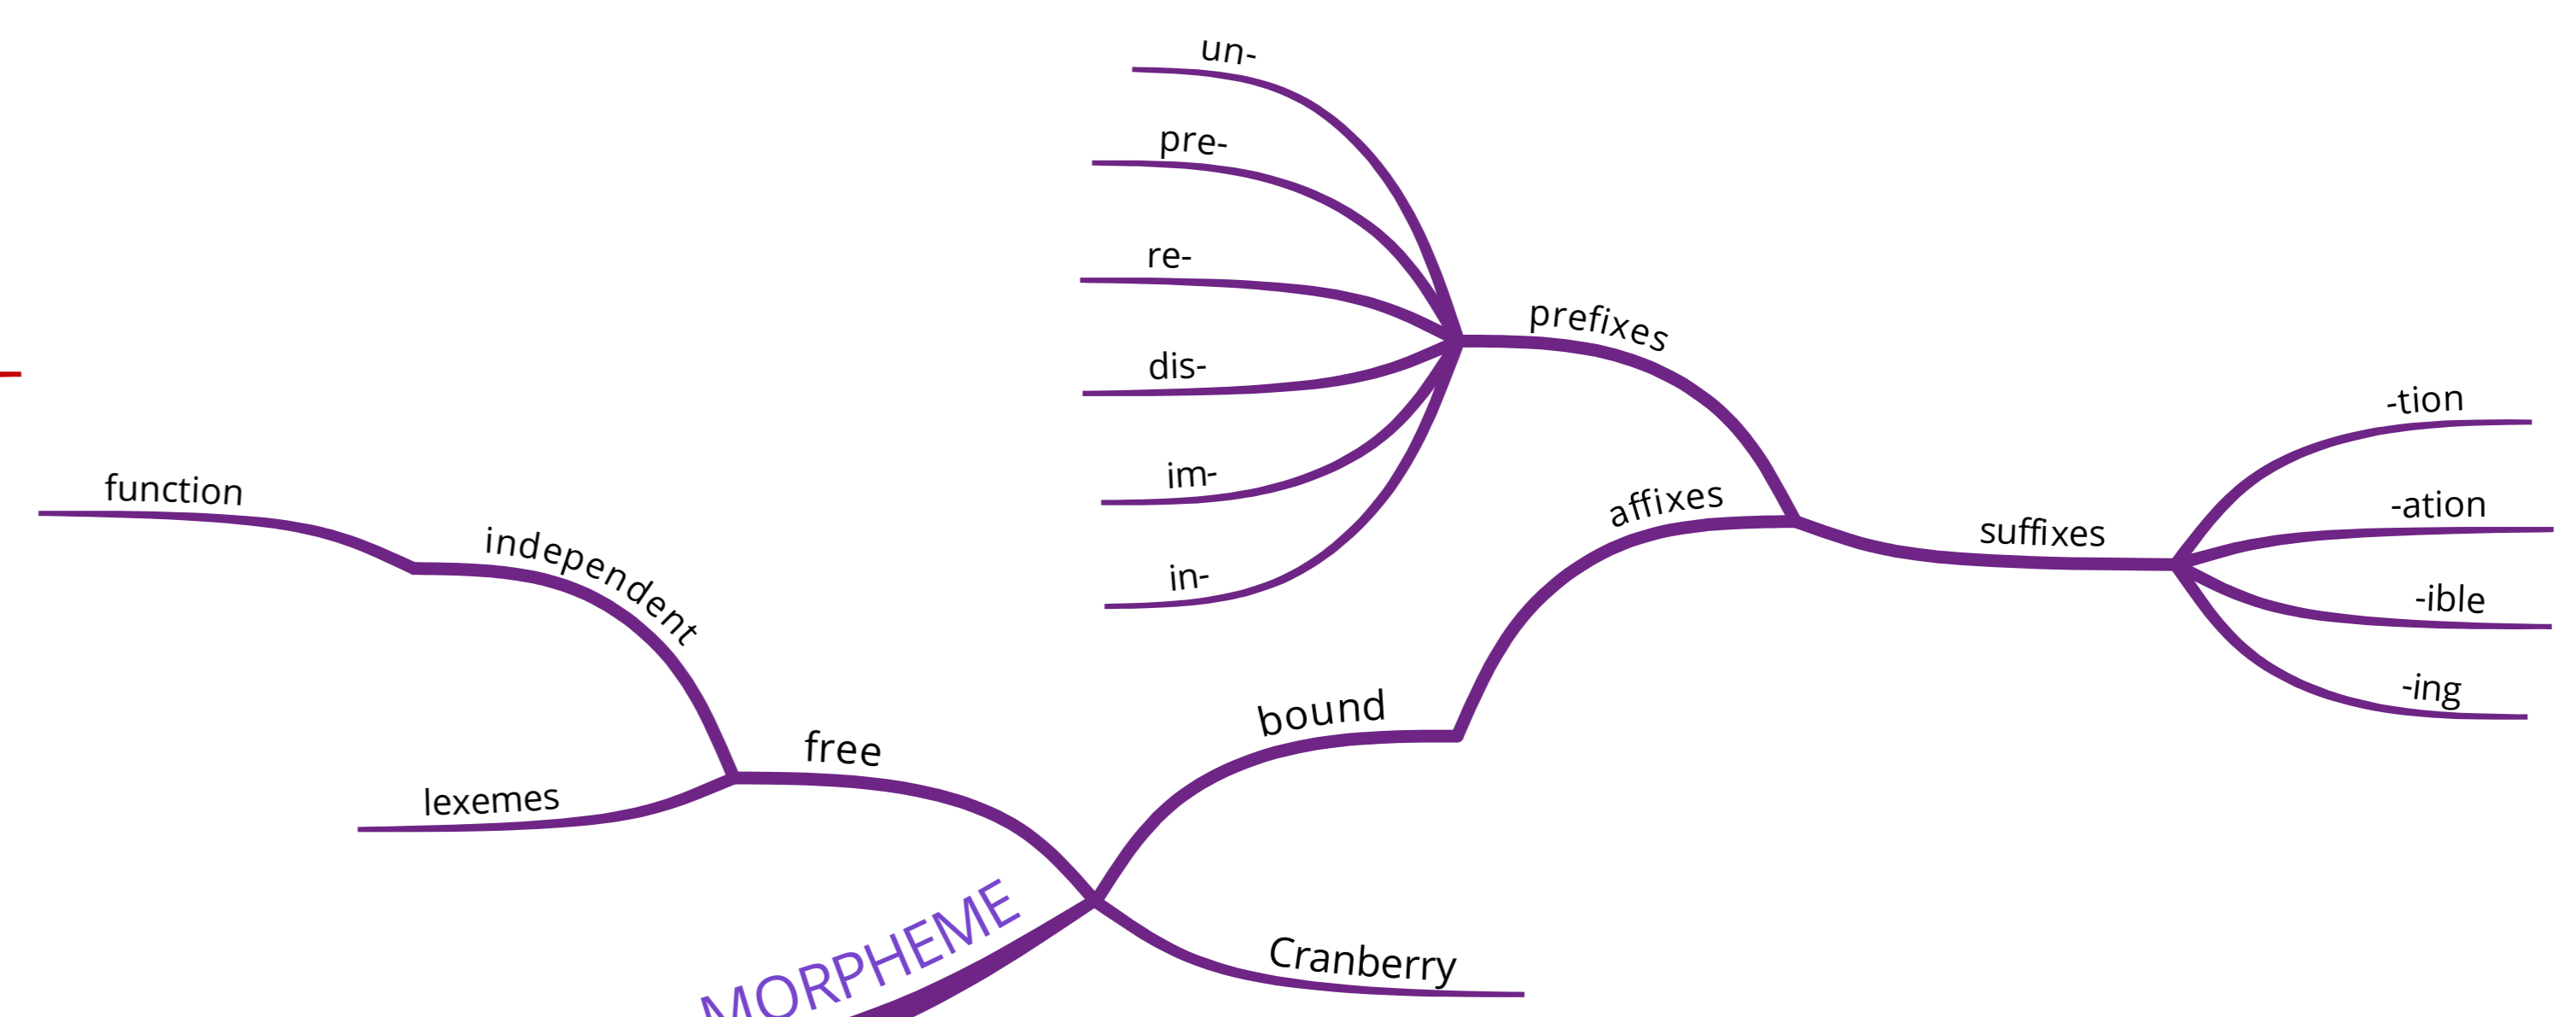 un-
pre-
re-
prefixes
dis-
-tion
im-
function
affixes
-ation
independent
suffixes
in-
-ible
-ing
bound
free
lexemes
MORPHEME
Cranberry